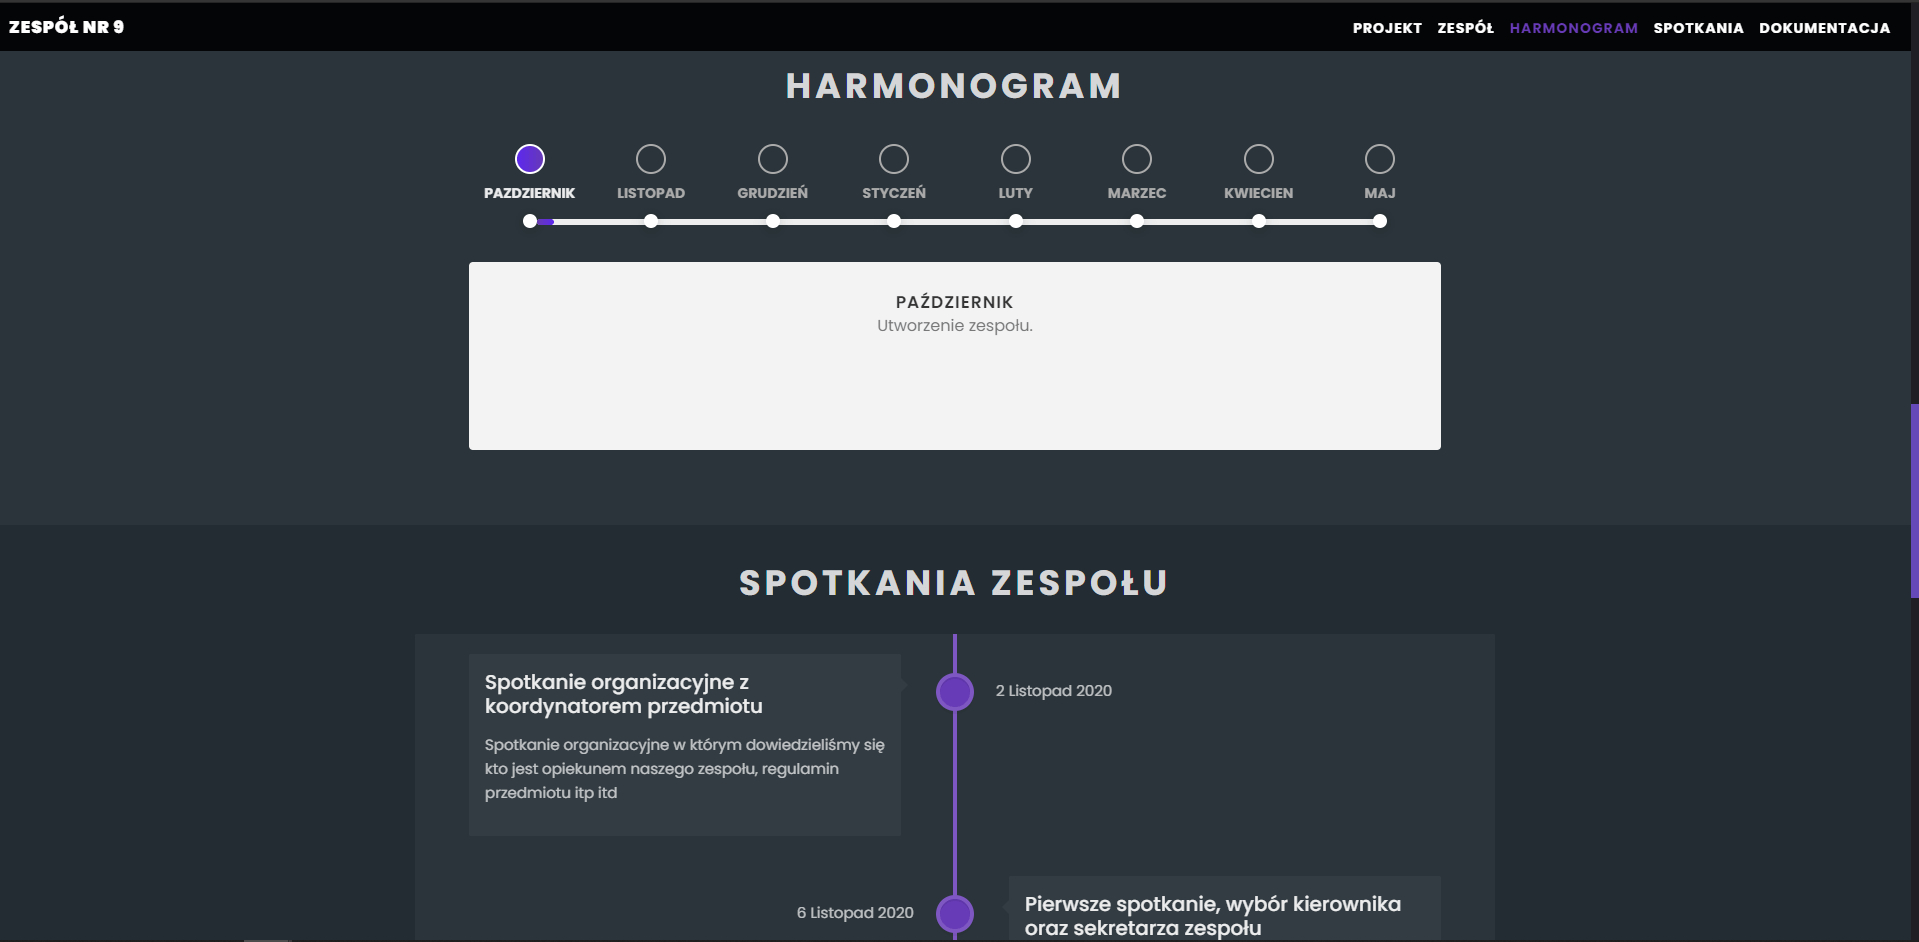 ZESPÓŁ NR 9
PROJEKT ZESPÓŁ HARMONOGRAM SPOTKANIA DOKUMENTACJA
HARMONOGRAM
PAZDZIERNIK LISTOPAD GRUDZIEŃ STYCZEŃ LUTY MARZEC KWIECIEN MAJ
PAŹDZIERNIK
Utworzenie zespołu.
SPOTKANIA ZESPOŁU
Spotkanie organizacyjne z
koordynatorem przedmiotu
Spotkanie organizacyjne w którym dowiedzieliśmy się
kto jest opiekunem naszego zespołu, regulamin
przedmiotu itp itd
2 Listopad 2020
6 Listopad 2020
Pierwsze spotkanie, wybór kierownika
oraz sekretarza zespołu